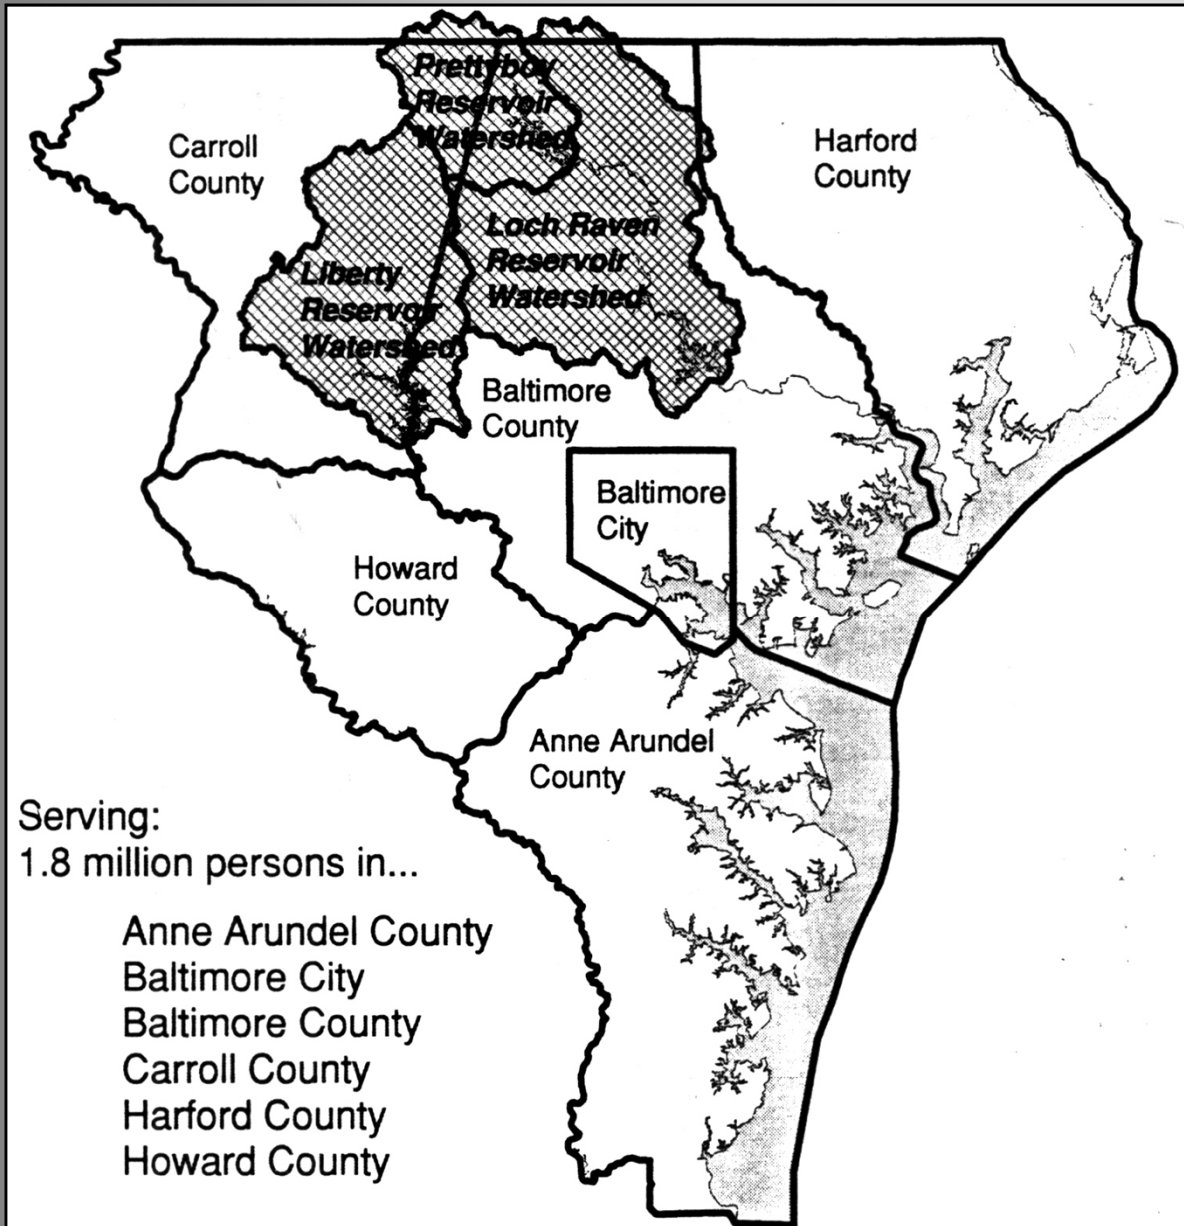 Prettyboy
Reservoir
Watershed
Carroll
County
Harford
County
Loch Raven
Reservoir
Watershed
Liberty
Reservoir
Watershed
Baltimore
County
Baltimore
City
Howard
County
Anne Arundel
County
Serving:
1.8 million persons in...
Anne Arundel County
Baltimore City
Baltimore County
Carroll County
Harford County
Howard County